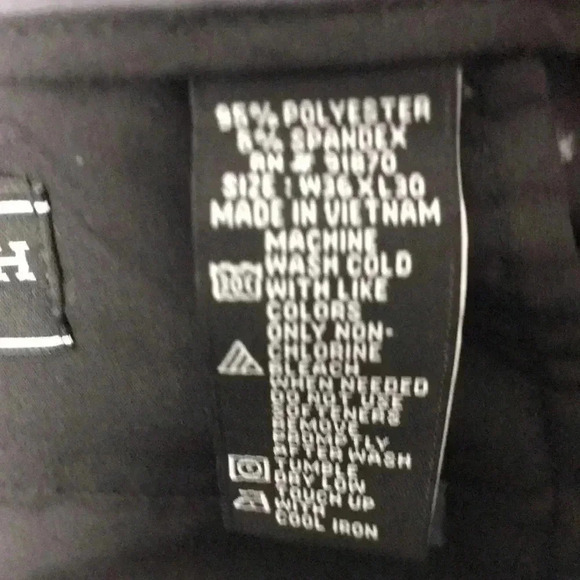 95% POLYESTER
5% SPANDEX
RN # 91870
SIZE : W36 X L30
MADE IN VIETNAM
MACHINE
WASH COLD
WITH LIKE
COLORS
ONLY NON-
CHLORINE
BLEACH
WHEN NEEDED
DO NOT USE
SOFTENERS
REMOVE
PROMPTLY
AFTER WASH
TUMBLE
DRY LOW
TOUCH UP
WITH
COOL IRON
H